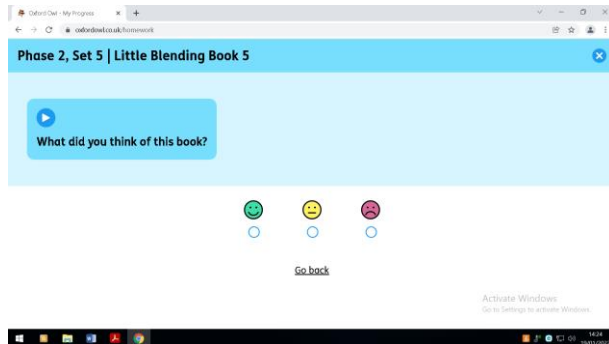 Oxford Owl - My Progress
oxfordowl.co.uk/homework
Phase 2, Set 5 | Little Blending Book 5
What did you think of this book?
Go back
Activate Windows
Go to Settings to activate Windows.
14:24